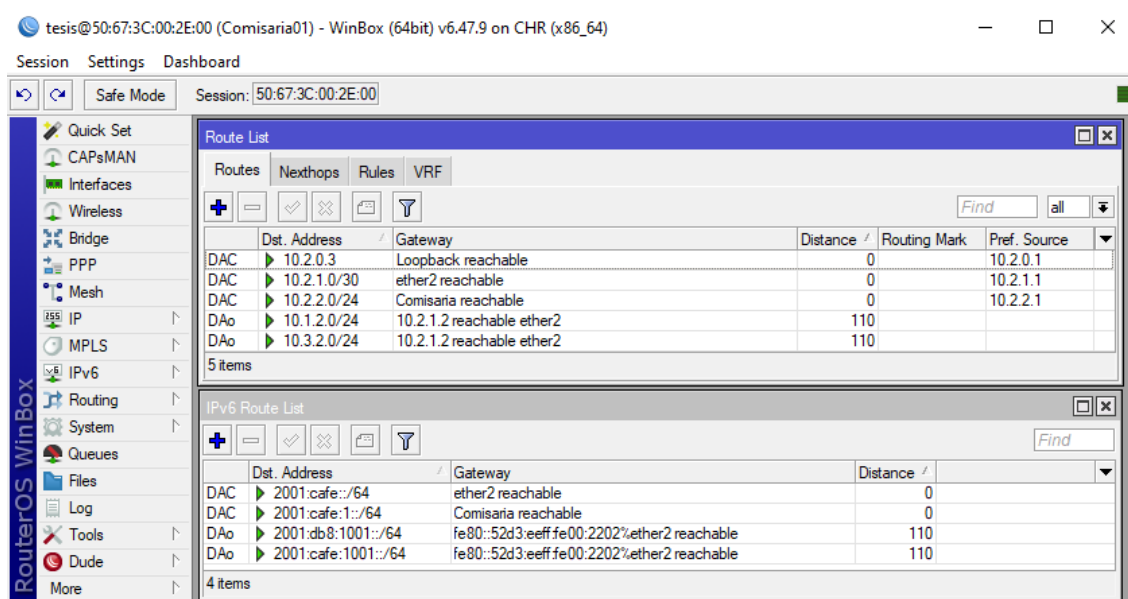 tesis@50:67:3C:00:2E:00 (Comisaria01) - WinBox (64bit) v6.47.9 on CHR (x86_64)
Session Settings Dashboard
Safe Mode Session: 50:67:3C:00:2E:00
RouterOS WinBox
Quick Set
CAPsMAN
Interfaces
Wireless
Bridge
PPP
Mesh
255 IP
MPLS
v6 IPv6
Routing
System
Queues
Files
Log
Tools
Dude
More
Route List
Routes Nexthops Rules VRF
Find all
Dst. Address Gateway Distance Routing Mark Pref. Source
DAC 10.2.0.3 Loopback reachable 0 10.2.0.1
DAC 10.2.1.0/30 ether2 reachable 0 10.2.1.1
DAC 10.2.2.0/24 Comisaria reachable 0 10.2.2.1
DAo 10.1.2.0/24 10.2.1.2 reachable ether2 110
DAo 10.3.2.0/24 10.2.1.2 reachable ether2 110
5 items
IPv6 Route List
Find
Dst. Address Gateway Distance
DAC 2001:cafe::/64 ether2 reachable 0
DAC 2001:cafe:1::/64 Comisaria reachable 0
DAo 2001:db8:1001::/64 fe80::52d3:eeff:fe00:2202%ether2 reachable 110
DAo 2001:cafe:1001::/64 fe80::52d3:eeff:fe00:2202%ether2 reachable 110
4 items